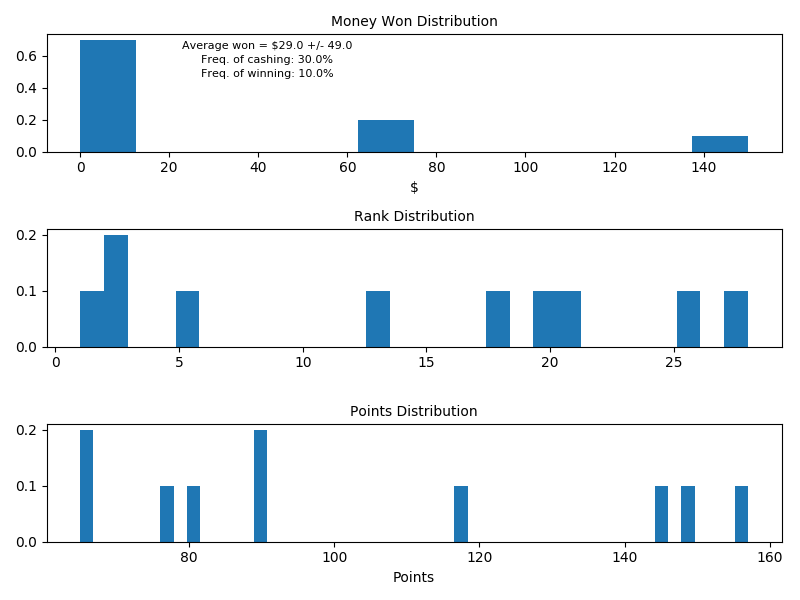 Money Won Distribution
0.6
0.4
0.2
0.0
Average won = $29.0 +/- 49.0
Freq. of cashing: 30.0%
Freq. of winning: 10.0%
0 20 40 60 80 100 120 140
$
Rank Distribution
0.2
0.1
0.0
0 5 10 15 20 25
Points Distribution
0.2
0.1
0.0
80 100 120 140 160
Points